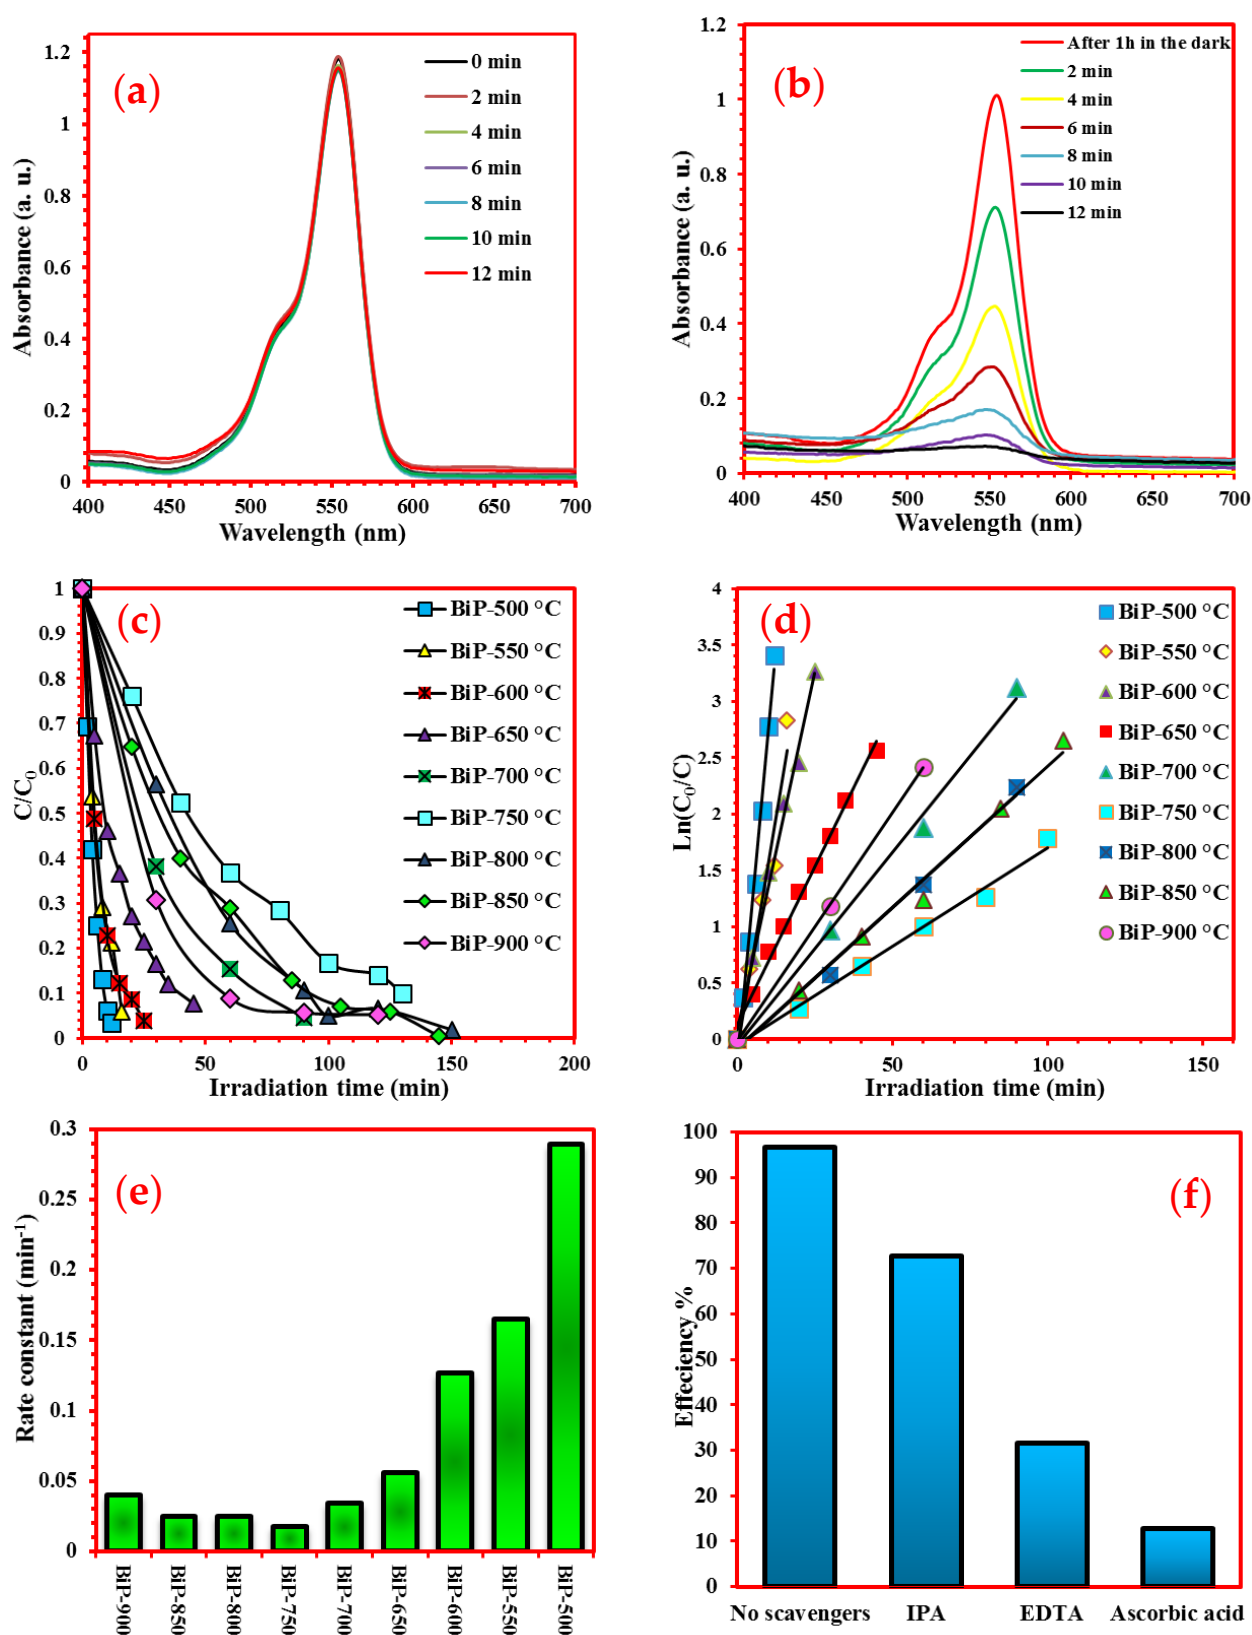 (a)
1.2
1
0.8
0.6
0.4
0.2
0
Absorbance (a. u.)
0 min
2 min
4 min
6 min
8 min
10 min
12 min
400 450 500 550 600 650 700
Wavelength (nm)
(b)
1.2
1
0.8
0.6
0.4
0.2
0
Absorbance (a. u.)
After 1h in the dark
2 min
4 min
6 min
8 min
10 min
12 min
400 450 500 550 600 650 700
Wavelength (nm)
(c)
1
0.9
0.8
0.7
0.6
0.5
0.4
0.3
0.2
0.1
0
C/C0
BiP-500 °C
BiP-550 °C
BiP-600 °C
BiP-650 °C
BiP-700 °C
BiP-750 °C
BiP-800 °C
BiP-850 °C
BiP-900 °C
0 50 100 150 200
Irradiation time (min)
(d)
4
3.5
3
2.5
2
1.5
1
0.5
0
Ln(C0/C)
BiP-500 °C
BiP-550 °C
BiP-600 °C
BiP-650 °C
BiP-700 °C
BiP-750 °C
BiP-800 °C
BiP-850 °C
BiP-900 °C
0 50 100 150
Irradiation time (min)
(e)
0.3
0.25
0.2
0.15
0.1
0.05
0
Rate constant (min-1)
BiP-900
BiP-850
BiP-800
BiP-750
BiP-700
BiP-650
BiP-600
BiP-550
BiP-500
(f)
100
90
80
70
60
50
40
30
20
10
0
Effeciency %
No scavengers IPA EDTA Ascorbic acid